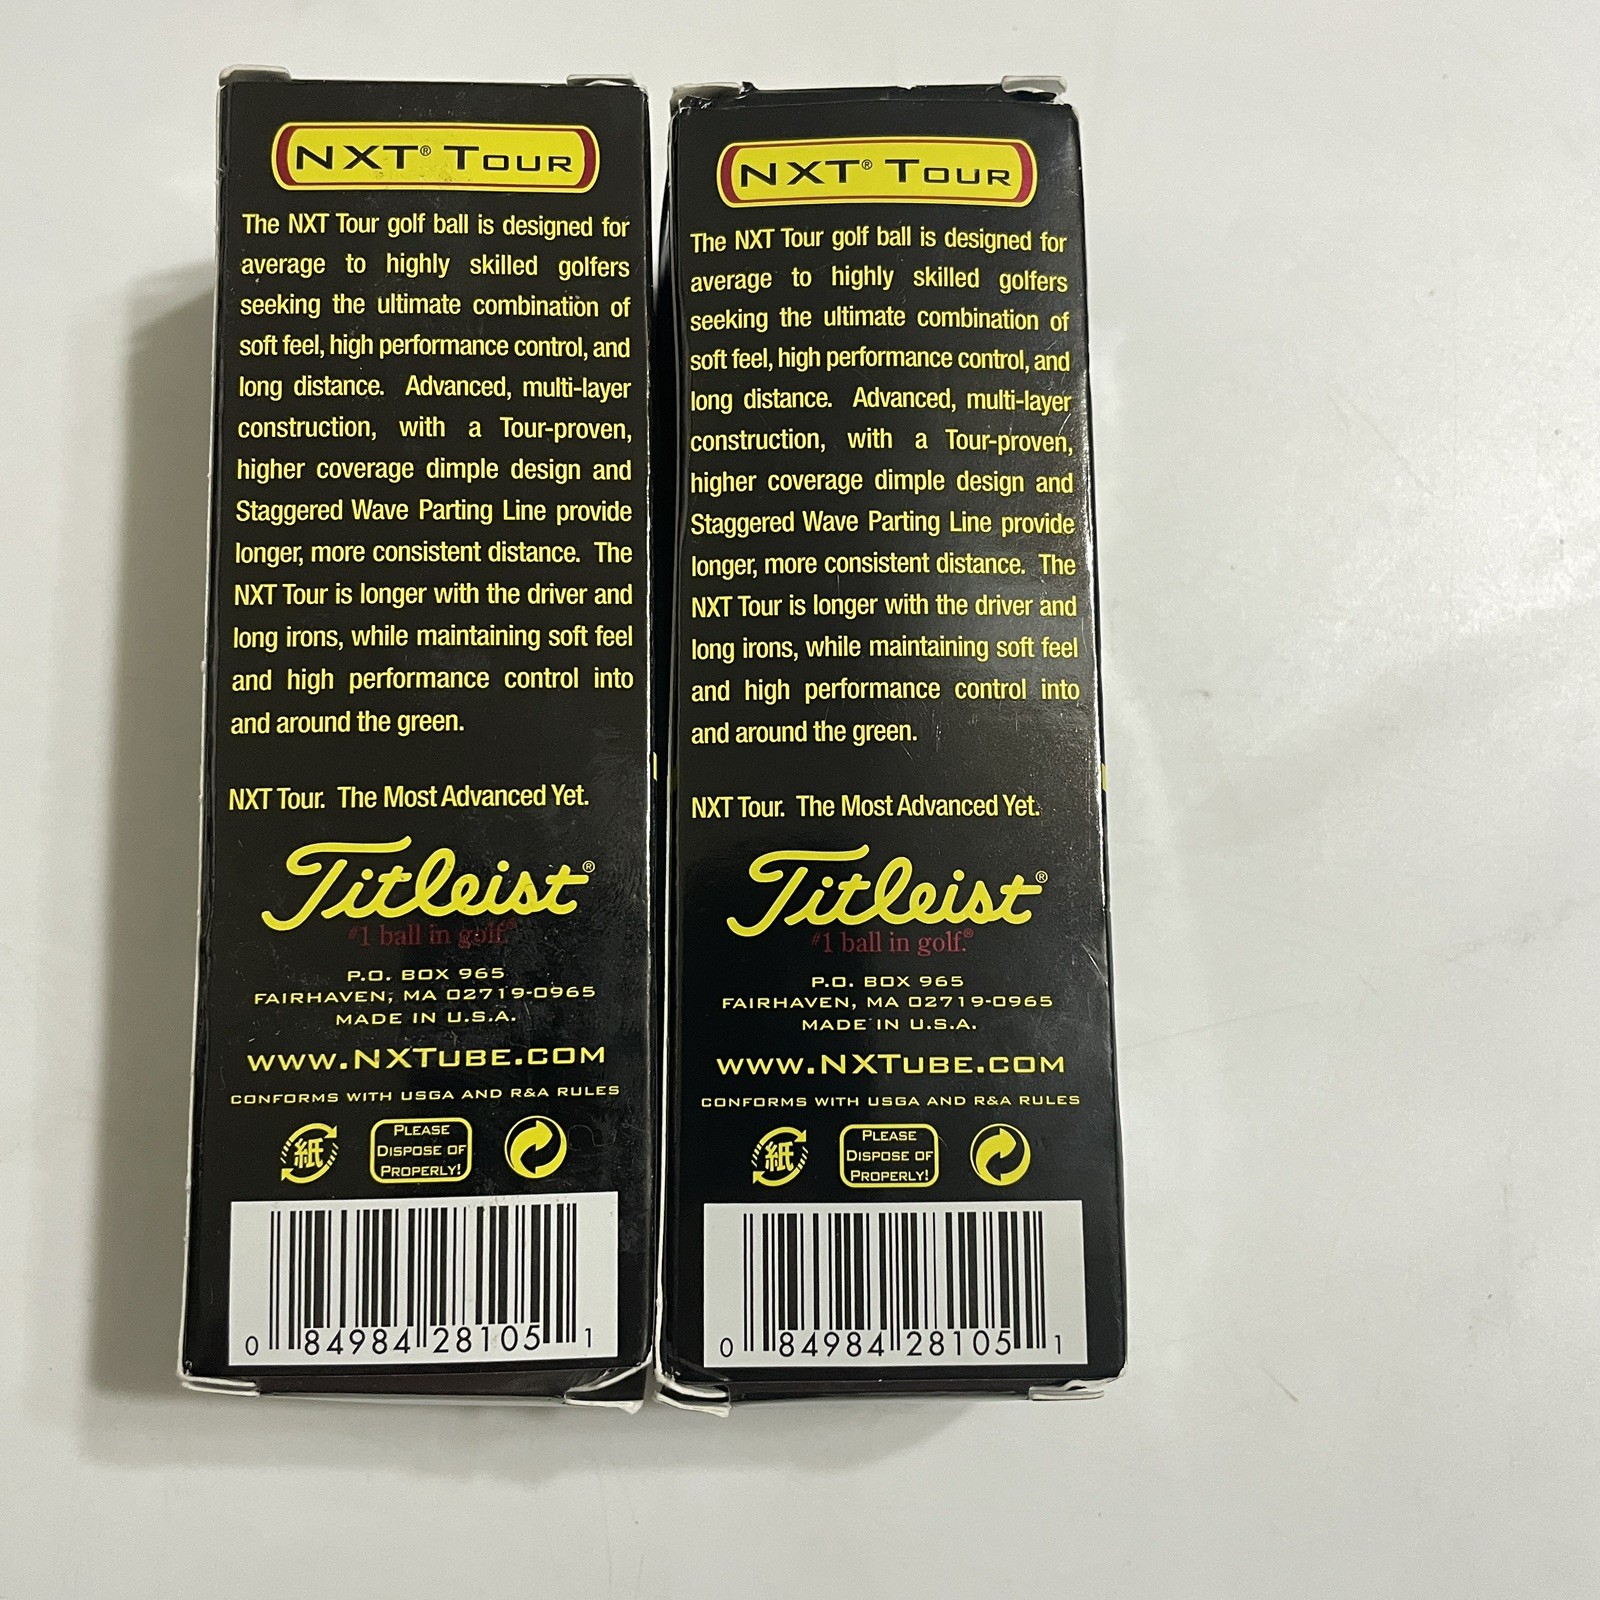 NXT® TOUR
The NXT Tour golf ball is designed for
average to highly skilled golfers
seeking the ultimate combination of
soft feel, high performance control, and
long distance. Advanced, multi-layer
construction, with a Tour-proven,
higher coverage dimple design and
Staggered Wave Parting Line provide
longer, more consistent distance. The
NXT Tour is longer with the driver and
long irons, while maintaining soft feel
and high performance control into
and around the green.
NXT Tour. The Most Advanced Yet.
Titleist®
#1 ball in golf.®
P.O. BOX 965
FAIRHAVEN, MA 02719-0965
MADE IN U.S.A.
WWW.NXTUBE.COM
CONFORMS WITH USGA AND R&A RULES
紙
PLEASE
DISPOSE OF
PROPERLY!
0 84984 28105 1
NXT® TOUR
The NXT Tour golf ball is designed for
average to highly skilled golfers
seeking the ultimate combination of
soft feel, high performance control, and
long distance. Advanced, multi-layer
construction, with a Tour-proven,
higher coverage dimple design and
Staggered Wave Parting Line provide
longer, more consistent distance. The
NXT Tour is longer with the driver and
long irons, while maintaining soft feel
and high performance control into
and around the green.
NXT Tour. The Most Advanced Yet.
Titleist®
#1 ball in golf.®
P.O. BOX 965
FAIRHAVEN, MA 02719-0965
MADE IN U.S.A.
WWW.NXTUBE.COM
CONFORMS WITH USGA AND R&A RULES
紙
PLEASE
DISPOSE OF
PROPERLY!
0 84984 28105 1